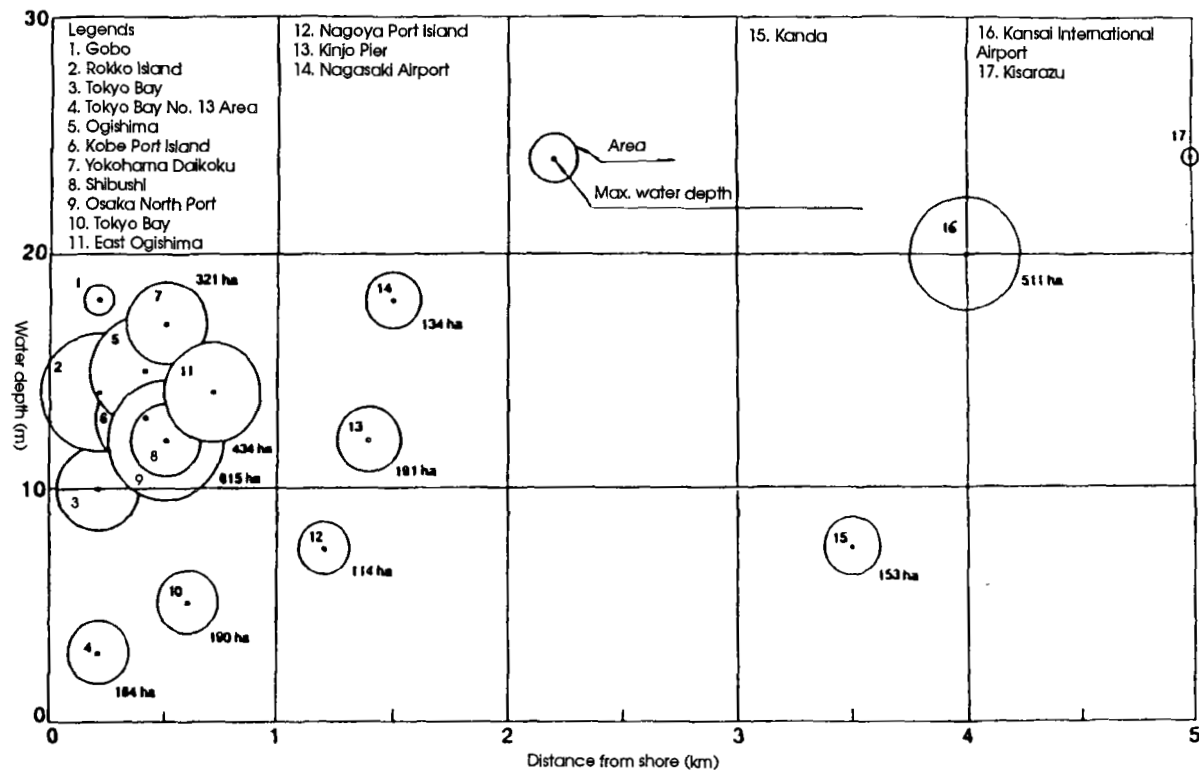 30
Legends
1. Gobo
2. Rokko Island
3. Tokyo Bay
4. Tokyo Bay No. 13 Area
5. Ogishima
6. Kobe Port Island
7. Yokohama Daikoku
8. Shibushi
9. Osaka North Port
10. Tokyo Bay
11. East Ogishima
12. Nagoya Port Island
13. Kinjo Pier
14. Nagasaki Airport
15. Kanda
16. Kansai International
Airport
17. Kisarazu
Area
Max. water depth
17
16
511 ha
20
1
7
321 ha
14
134 ha
5
2
11
6
8
434 ha
9
615 ha
13
181 ha
Water depth (m)
10
3
12
114 ha
15
153 ha
10
190 ha
4
164 ha
0
0
1
2
3
4
5
Distance from shore (km)